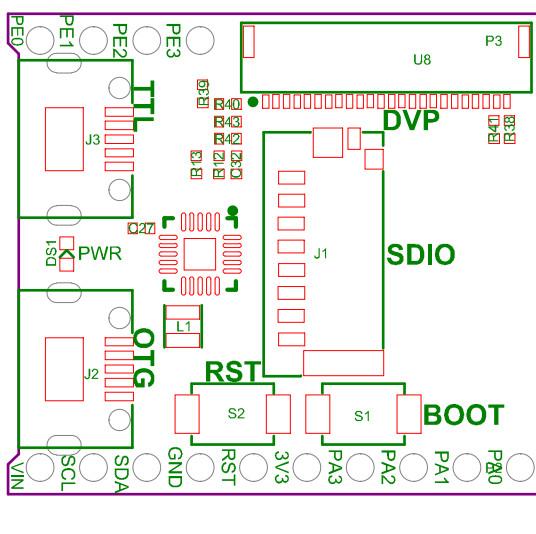 PE0
PE1
PE2
PE3
P3
U8
TTL
R39
R40
R43
R42
DVP
R41
R38
J3
R13
R12
C32
C27
DS1
PWR
J1
SDIO
L1
OTG
J2
RST
S2
S1
BOOT
VIN
SCL
SDA
GND
RST
3V3
PA3
PA2
PA1